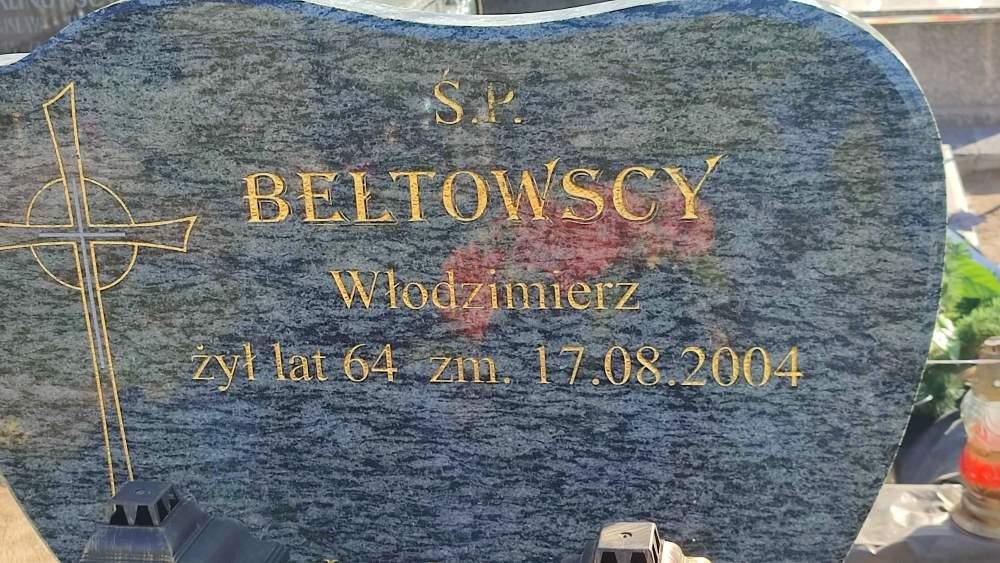 Ś.P.
BEŁTOWSCY
Włodzimierz
żył lat 64 zm. 17.08.2004